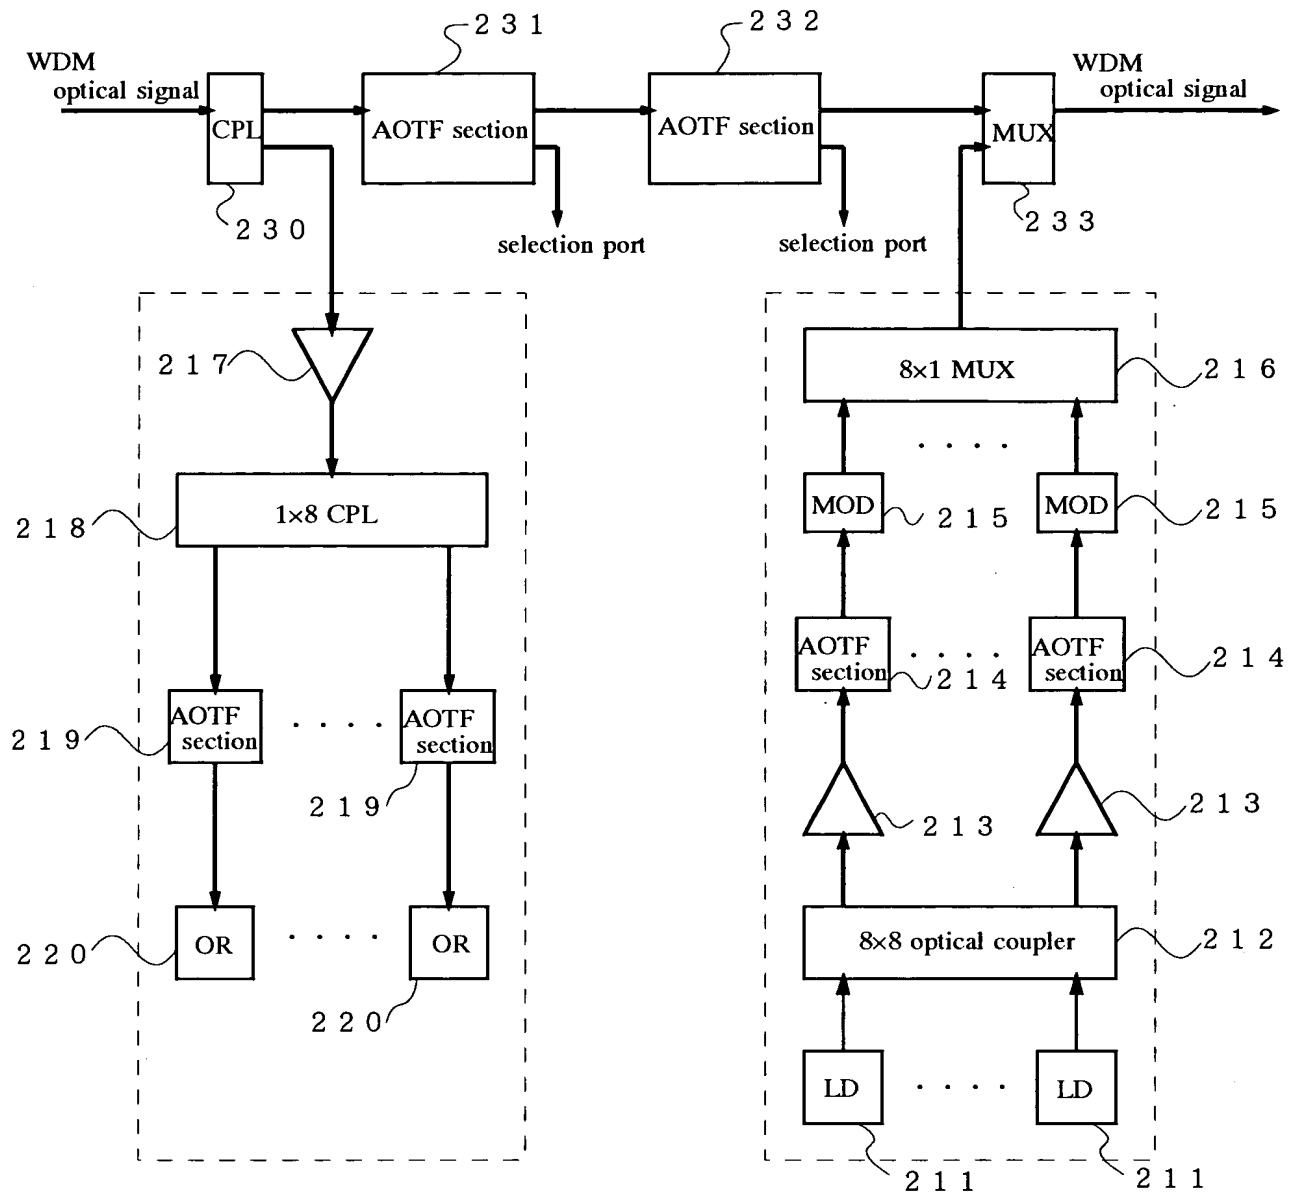 231
232
WDM
optical signal
CPL
AOTF section
AOTF section
MUX
WDM
optical signal
230
selection port
selection port
233
217
8×1 MUX
216
218
1×8 CPL
MOD
215
MOD
215
AOTF
section
214
AOTF
section
214
219
AOTF
section
AOTF
section
219
213
213
220
OR
OR
220
8×8 optical coupler
212
LD
LD
211
211